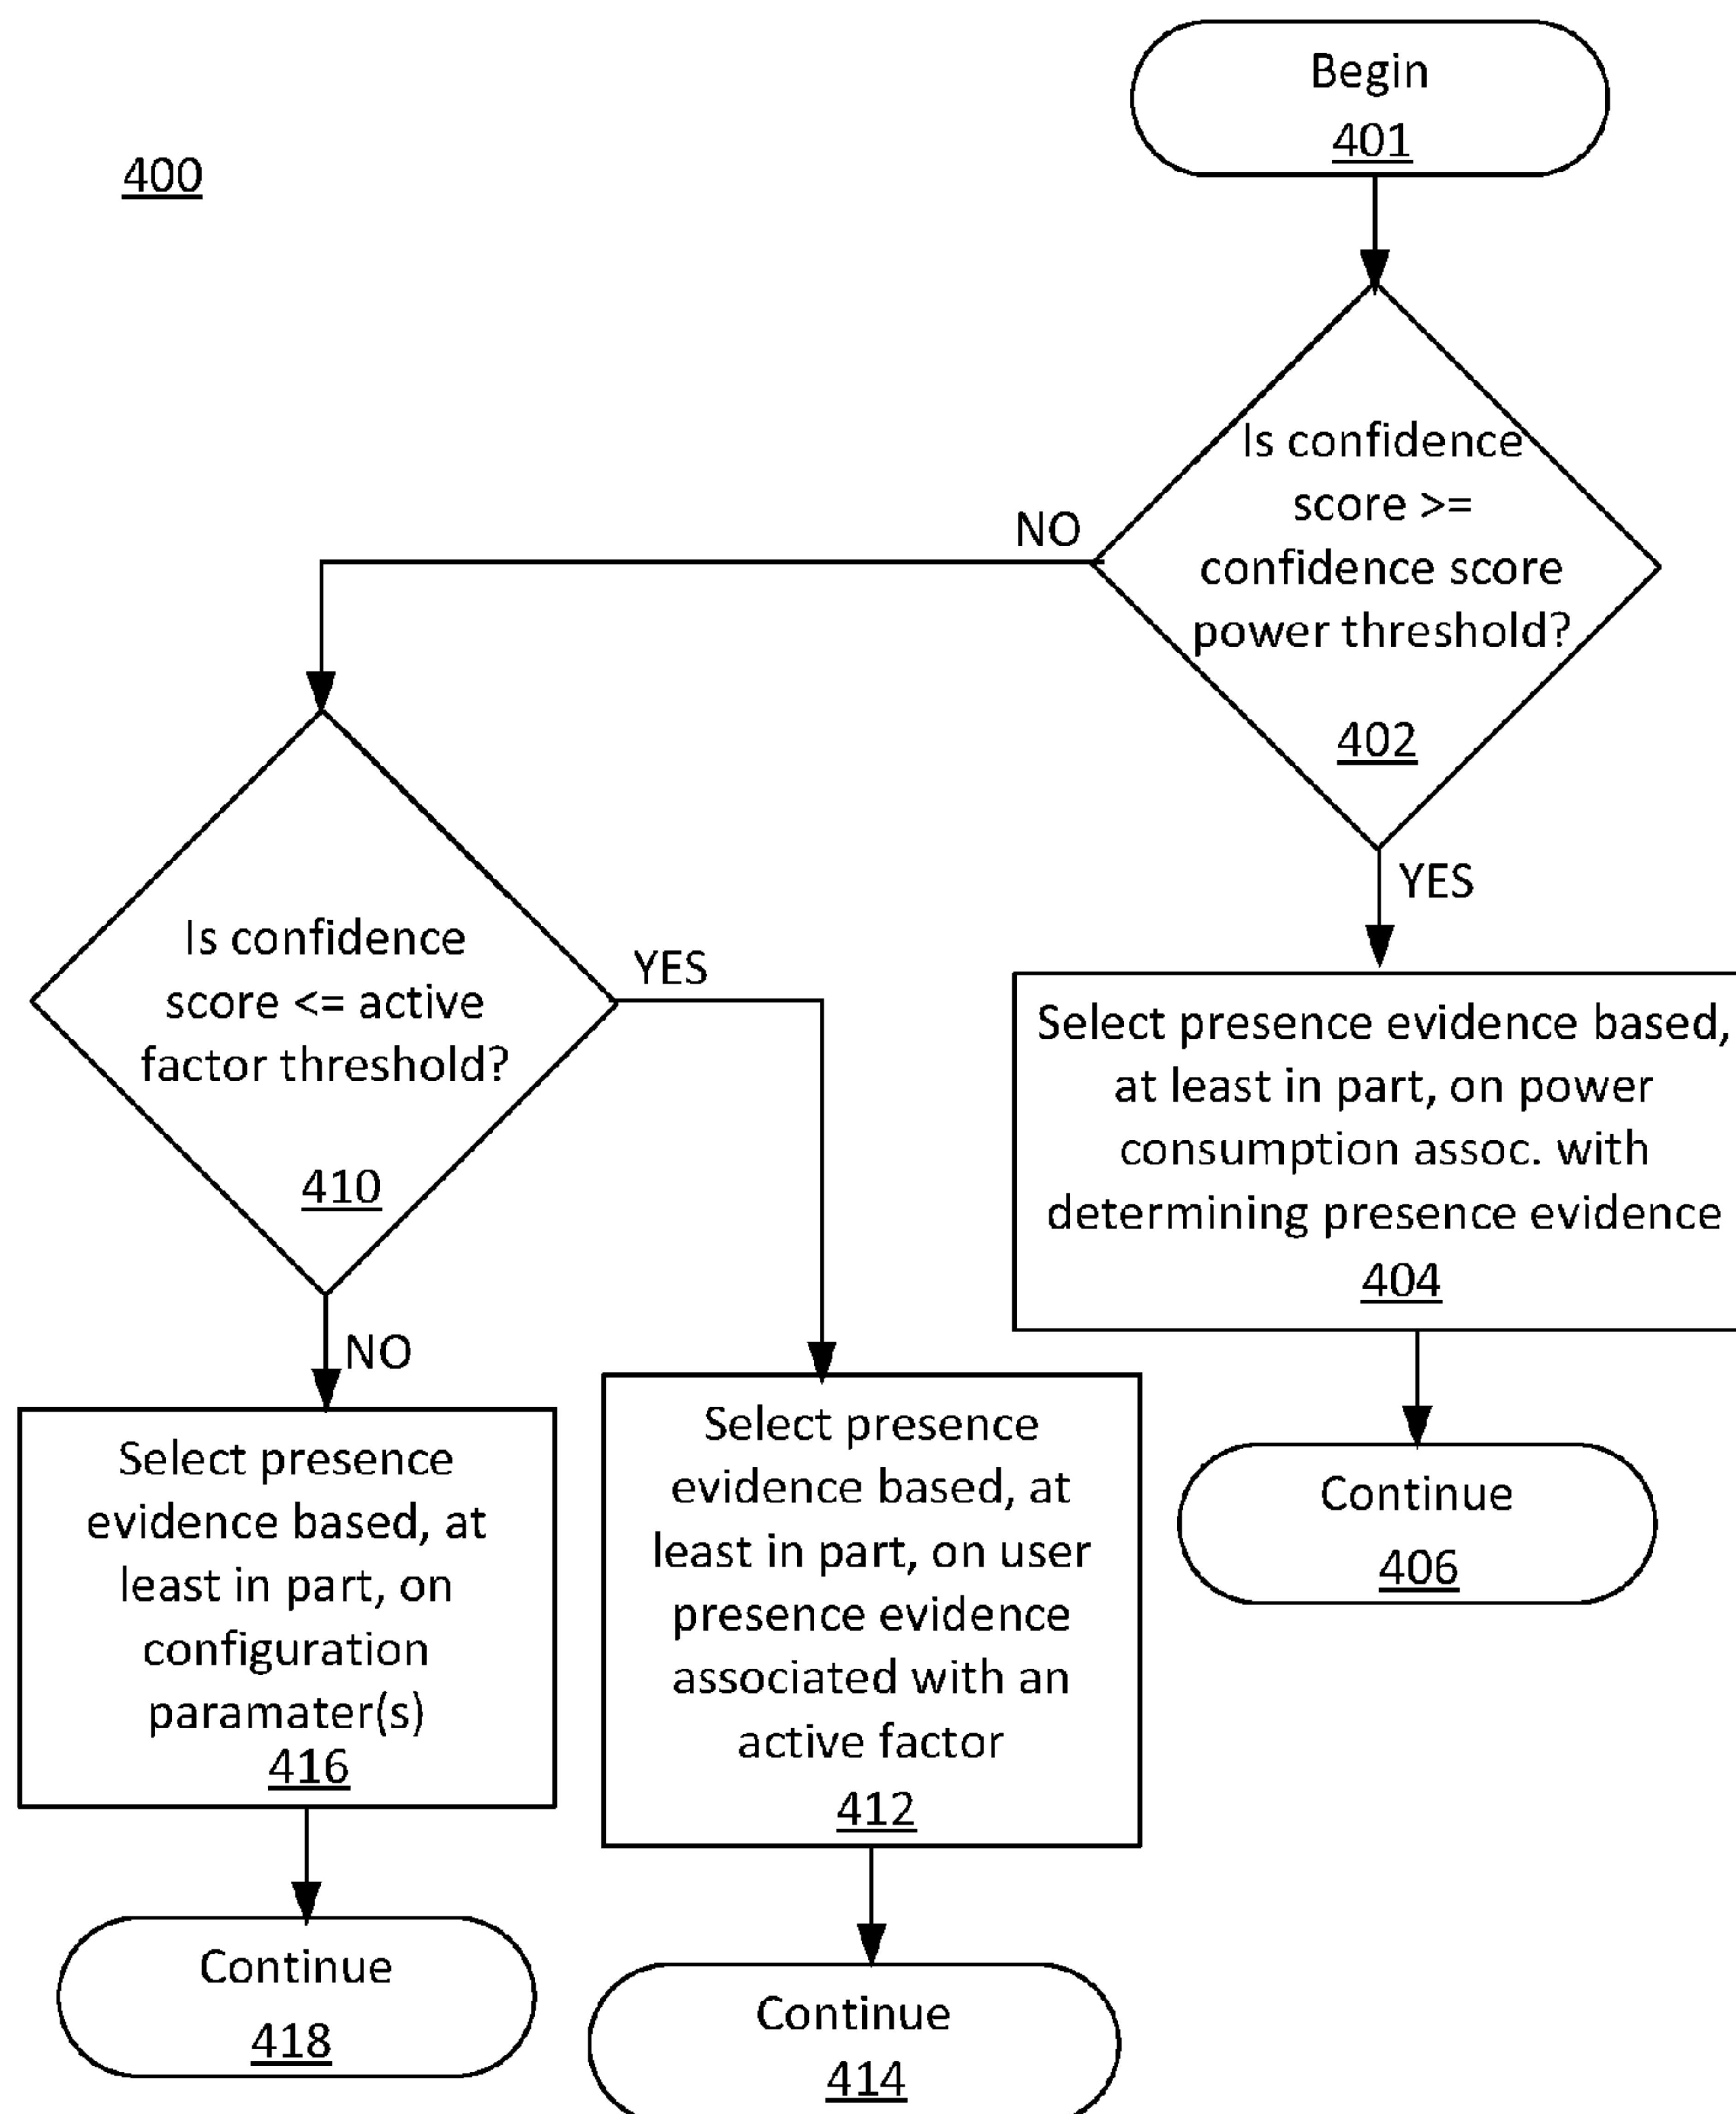 400
Begin
401
Is confidence
score >=
confidence score
power threshold?
402
NO
YES
Is confidence
score <= active
factor threshold?
410
YES
NO
Select presence evidence based,
at least in part, on power
consumption assoc. with
determining presence evidence
404
Continue
406
Select presence
evidence based, at
least in part, on
configuration
paramater(s)
416
Select presence
evidence based, at
least in part, on user
presence evidence
associated with an
active factor
412
Continue
418
Continue
414